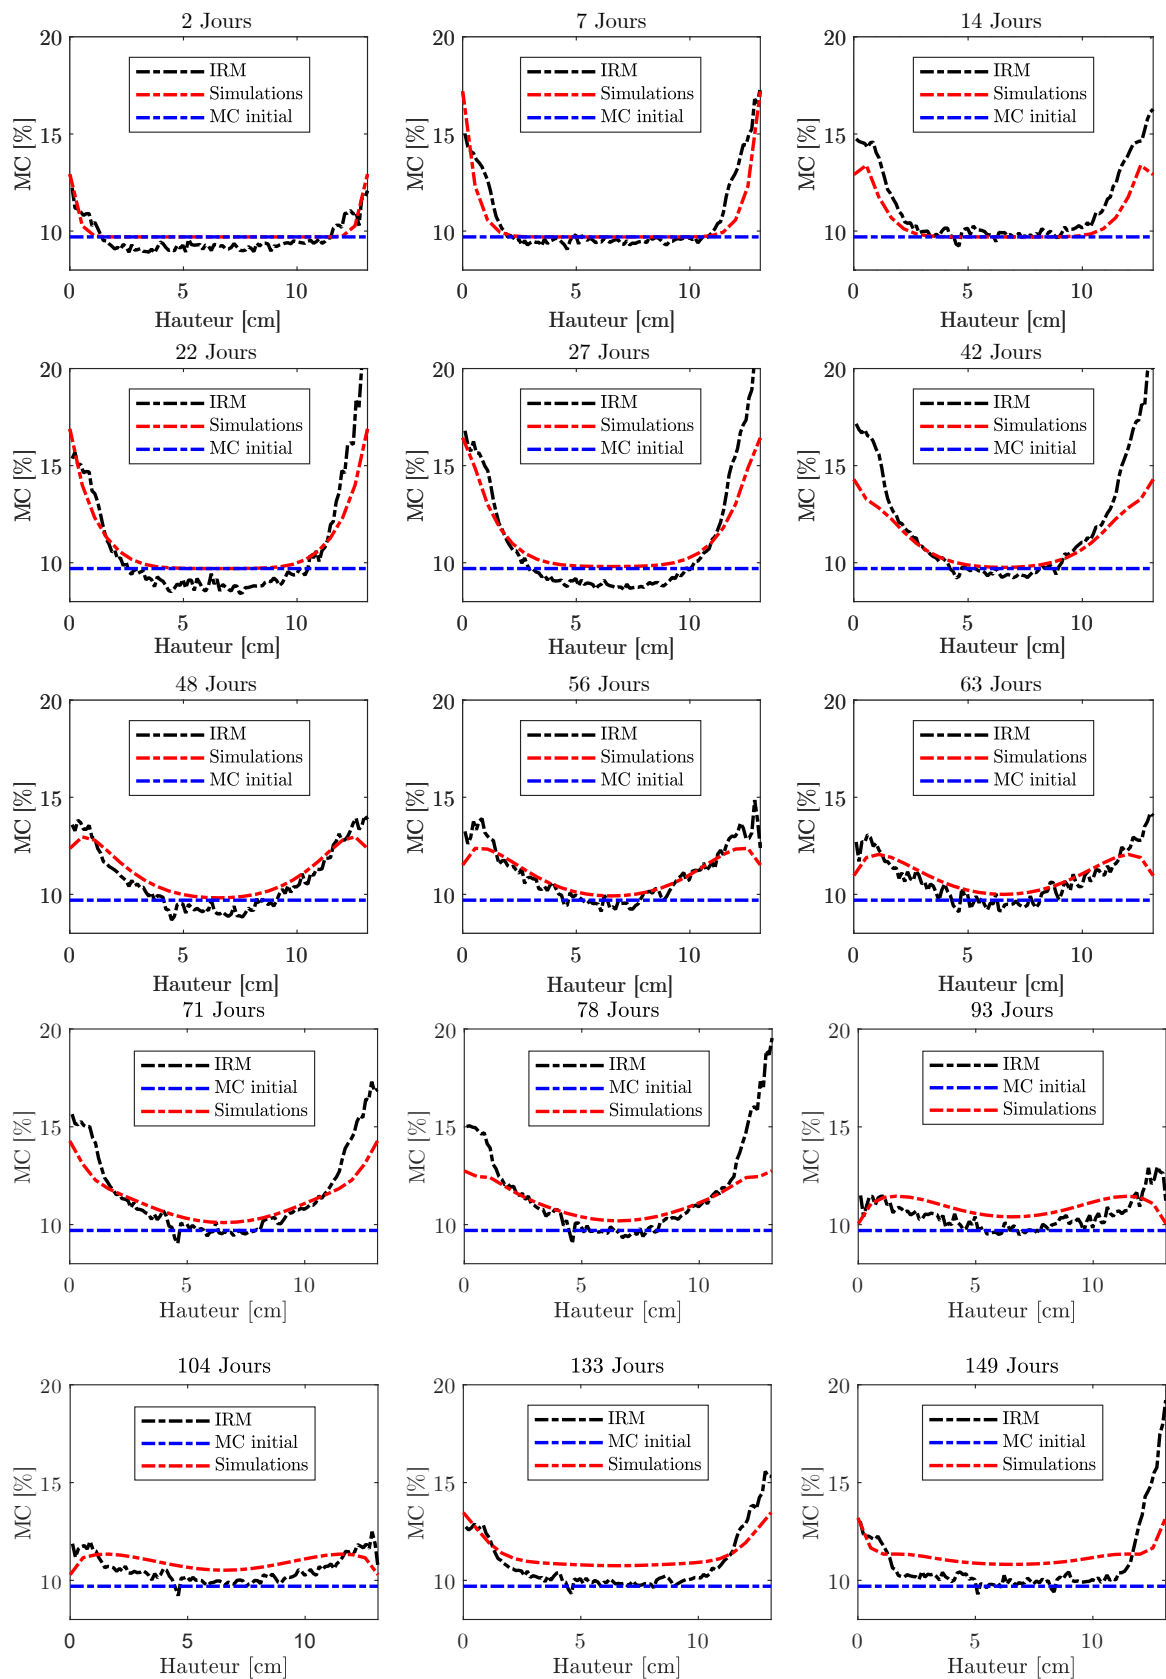 2 Jours
20
15
10
MC [%]
IRM
Simulations
MC initial
0
5
10
Hauteur [cm]
7 Jours
20
15
10
MC [%]
IRM
Simulations
MC initial
0
5
10
Hauteur [cm]
14 Jours
20
15
10
MC [%]
IRM
Simulations
MC initial
0
5
10
Hauteur [cm]
22 Jours
20
15
10
MC [%]
IRM
Simulations
MC initial
0
5
10
Hauteur [cm]
27 Jours
20
15
10
MC [%]
IRM
Simulations
MC initial
0
5
10
Hauteur [cm]
42 Jours
20
15
10
MC [%]
IRM
Simulations
MC initial
0
5
10
Hauteur [cm]
48 Jours
20
15
10
MC [%]
IRM
Simulations
MC initial
0
5
10
Hauteur [cm]
56 Jours
20
15
10
MC [%]
IRM
Simulations
MC initial
0
5
10
Hauteur [cm]
63 Jours
20
15
10
MC [%]
IRM
Simulations
MC initial
0
5
10
Hauteur [cm]
71 Jours
20
15
10
MC [%]
IRM
MC initial
Simulations
0
5
10
Hauteur [cm]
78 Jours
20
15
10
MC [%]
IRM
MC initial
Simulations
0
5
10
Hauteur [cm]
93 Jours
20
15
10
MC [%]
IRM
MC initial
Simulations
0
5
10
Hauteur [cm]
104 Jours
20
15
10
MC [%]
IRM
MC initial
Simulations
0
5
10
Hauteur [cm]
133 Jours
20
15
10
MC [%]
IRM
MC initial
Simulations
0
5
10
Hauteur [cm]
149 Jours
20
15
10
MC [%]
IRM
MC initial
Simulations
0
5
10
Hauteur [cm]